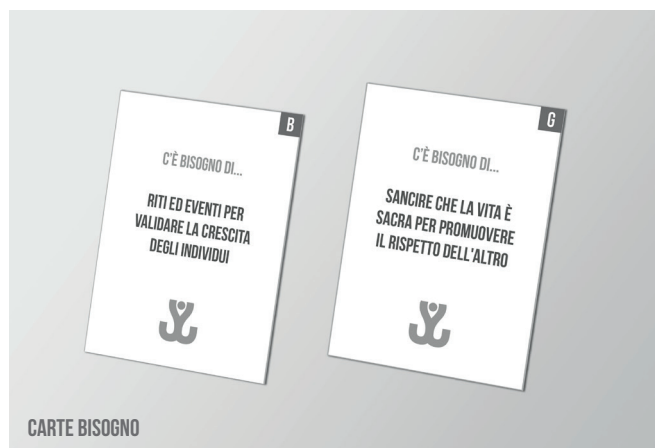 B
C'È BISOGNO DI...
RITI ED EVENTI PER
VALIDARE LA CRESCITA
DEGLI INDIVIDUI
G
C'È BISOGNO DI...
SANCIRE CHE LA VITA È
SACRA PER PROMUOVERE
IL RISPETTO DELL'ALTRO
CARTE BISOGNO